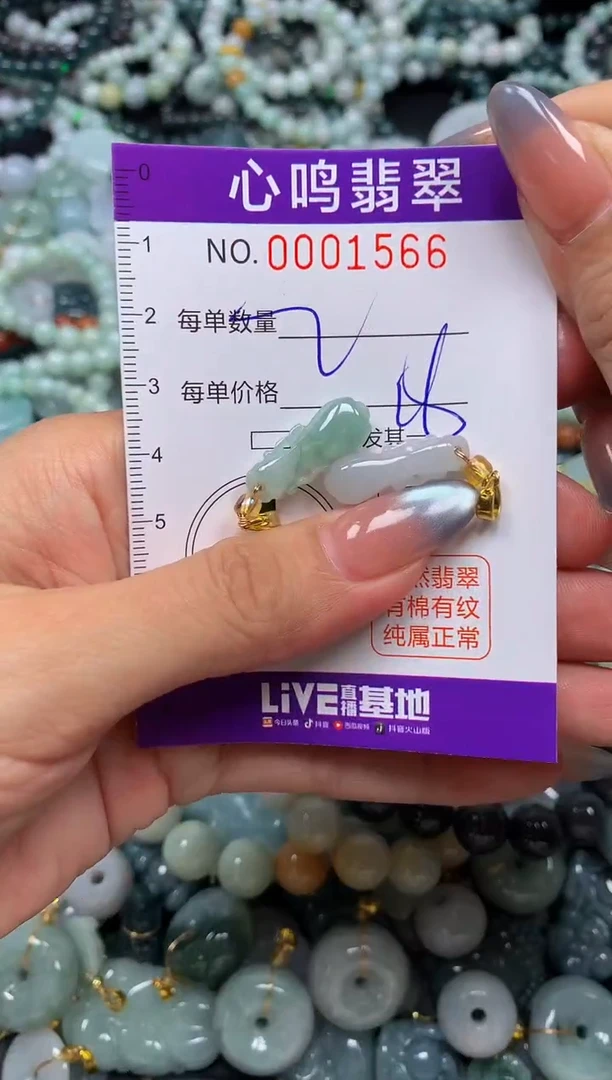 心鸣翡翠
0
NO. 0001566
1
2
每单数量
3
每单价格
4
发基
5
翡翠
有棉有纹
纯属正常
LIVE直播基地
今日头条 抖音 西瓜视频 抖音火山版